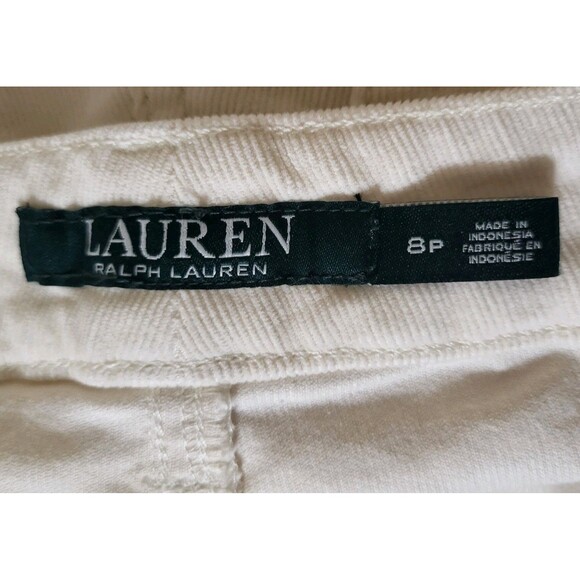 LAUREN
RALPH LAUREN
8P
MADE IN
INDONESIA
FABRIQUÉ EN
INDONÉSIE